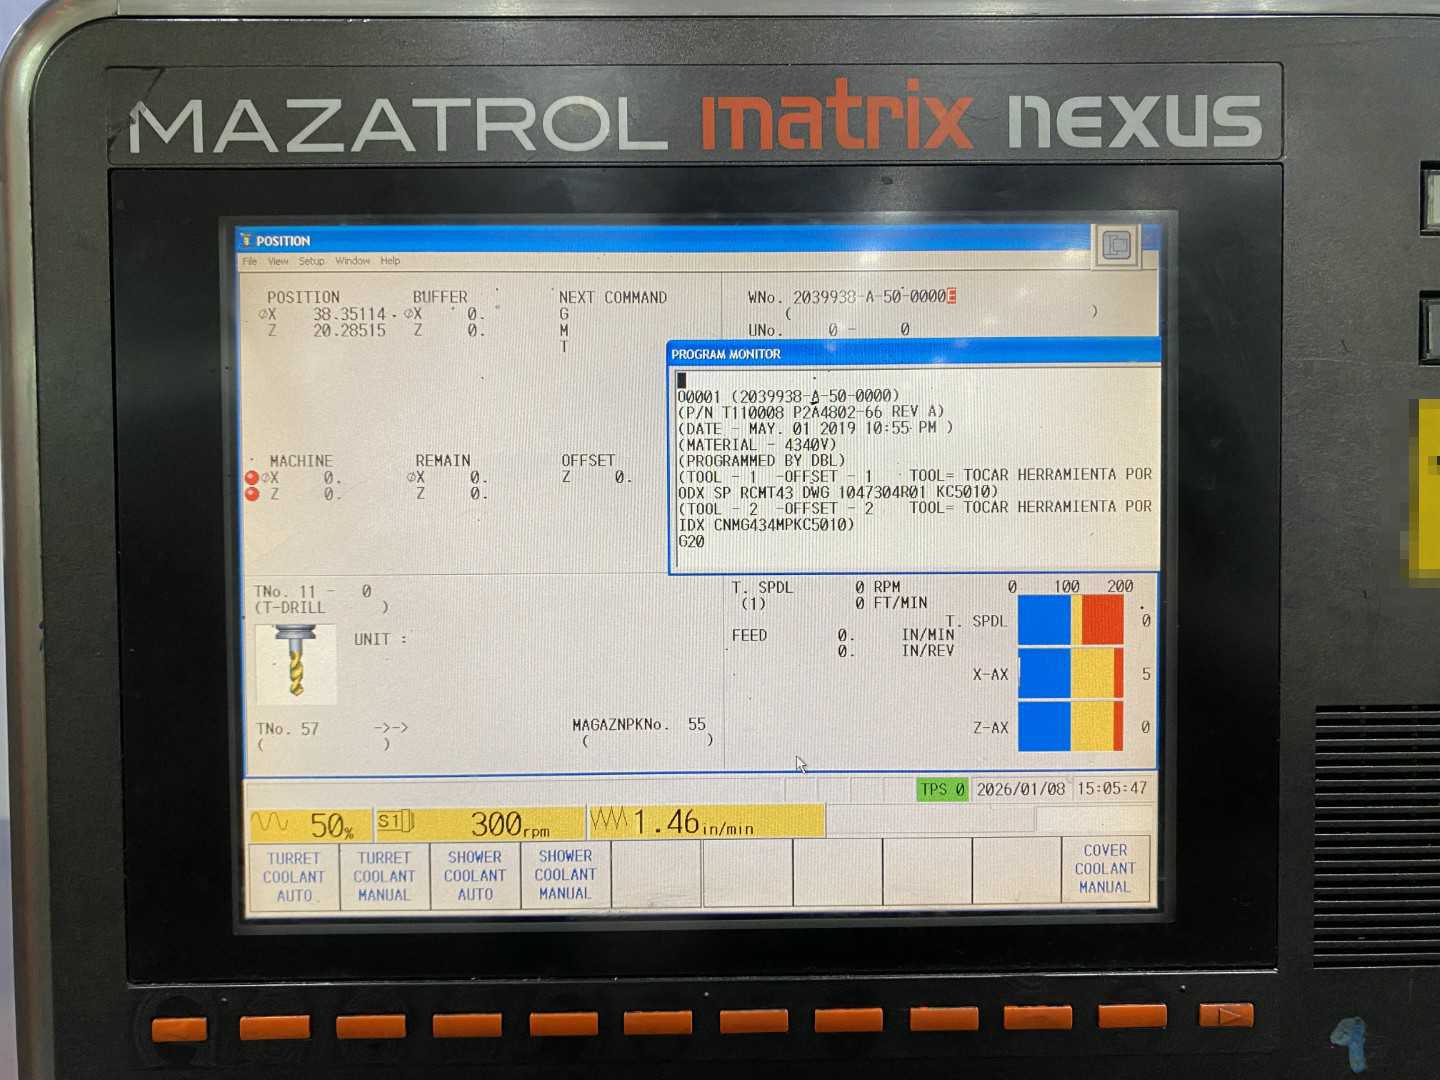 MAZATROL matrix nexus
POSITION
File View Setup Window Help
POSITION BUFFER NEXT COMMAND WNo. 2039938-A-50-0000E
⌀X 38.35114 ⌀X 0. G ( )
Z 20.28515 Z 0. M UNo. 0 - 0
T
PROGRAM MONITOR
O0001 (2039938-A-50-0000)
(P/N T110008 P2A4802-66 REV A)
(DATE - MAY. 01 2019 10:55 PM )
(MATERIAL - 4340V)
(PROGRAMMED BY DBL)
(TOOL - 1 -OFFSET - 1 TOOL= TOCAR HERRAMIENTA POR
ODX SP RCMT43 DWG 1047304R01 KC5010)
(TOOL - 2 -OFFSET - 2 TOOL= TOCAR HERRAMIENTA POR
IDX CNMG434MPKC5010)
G20
MACHINE REMAIN OFFSET
⌀X 0. ⌀X 0. Z 0.
Z 0. Z 0.
TNo. 11 - 0
(T-DRILL )
UNIT :
TNo. 57 ->-> MAGAZNPKNo. 55
( ) ( )
T. SPDL 0 RPM 0 100 200
(1) 0 FT/MIN
T. SPDL 0
FEED 0. IN/MIN
0. IN/REV
X-AX 5
Z-AX 0
TPS 0 2026/01/08 15:05:47
50% S1 300rpm 1.46in/min
TURRET COOLANT AUTO
TURRET COOLANT MANUAL
SHOWER COOLANT AUTO
SHOWER COOLANT MANUAL
COVER COOLANT MANUAL
9